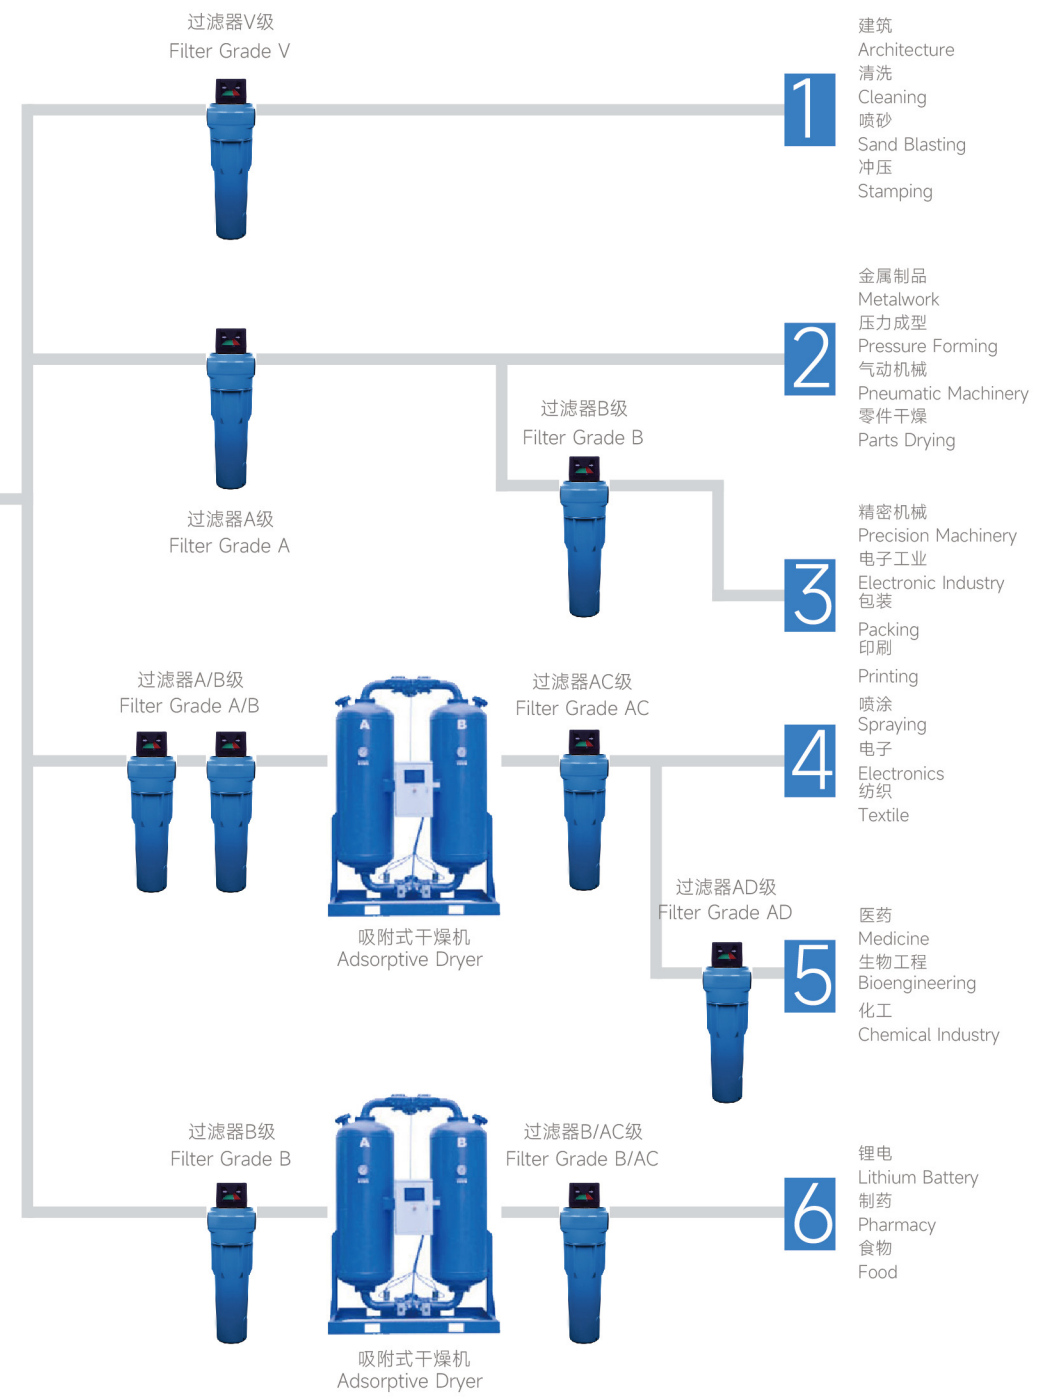 过滤器V级
Filter Grade V
1
建筑
Architecture
清洗
Cleaning
喷砂
Sand Blasting
冲压
Stamping
过滤器A级
Filter Grade A
2
金属制品
Metalwork
压力成型
Pressure Forming
气动机械
Pneumatic Machinery
零件干燥
Parts Drying
过滤器B级
Filter Grade B
3
精密机械
Precision Machinery
电子工业
Electronic Industry
包装
Packing
印刷
Printing
过滤器A/B级
Filter Grade A/B
A
B
吸附式干燥机
Adsorptive Dryer
过滤器AC级
Filter Grade AC
4
喷涂
Spraying
电子
Electronics
纺织
Textile
过滤器AD级
Filter Grade AD
5
医药
Medicine
生物工程
Bioengineering
化工
Chemical Industry
过滤器B级
Filter Grade B
A
B
吸附式干燥机
Adsorptive Dryer
过滤器B/AC级
Filter Grade B/AC
6
锂电
Lithium Battery
制药
Pharmacy
食物
Food